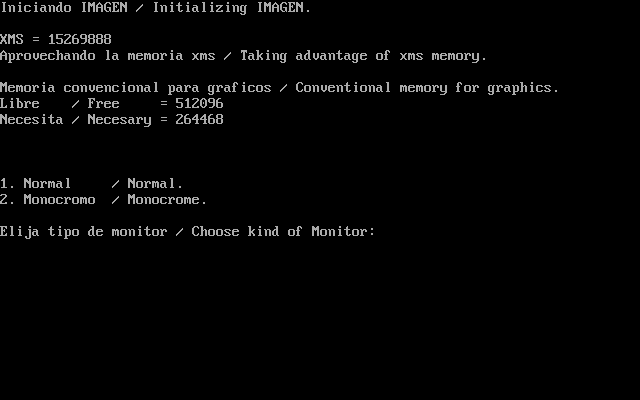 Iniciando IMAGEN / Initializing IMAGEN.
XMS = 15269888
Aprovechando la memoria xms / Taking advantage of xms memory.
Memoria convencional para graficos / Conventional memory for graphics.
Libre    / Free     = 512096
Necesita / Necesary = 264468
1. Normal     / Normal.
2. Monocromo  / Monocrome.
Elija tipo de monitor / Choose kind of Monitor: